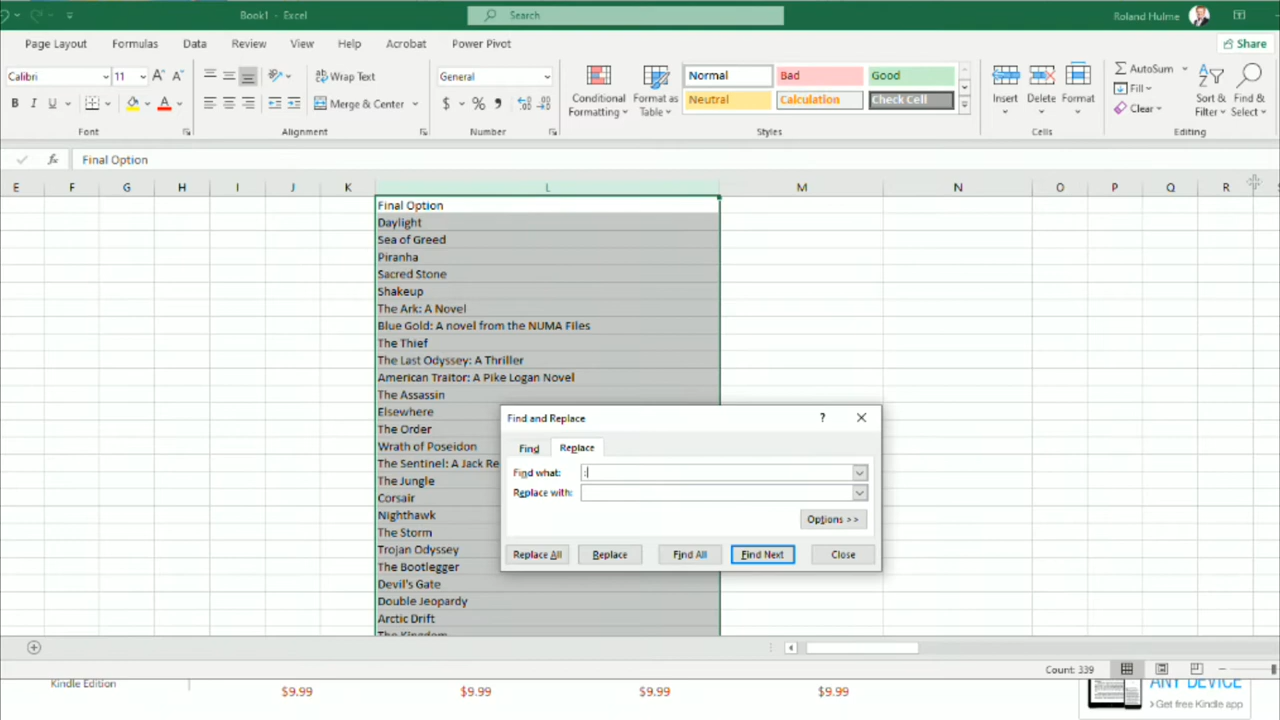 Book1 - Excel
Search
Roland Hulme
Page Layout
Formulas
Data
Review
View
Help
Acrobat
Power Pivot
Share
Calibri
11
A^
A
Wrap Text
General
Conditional
Formatting
Format as
Table
Normal
Bad
Good
Neutral
Calculation
Check Cell
Insert
Delete
Format
AutoSum
Fill
Clear
Sort &
Filter
Find &
Select
B I U
A
Merge & Center
$ % ,
Font
Alignment
Number
Styles
Cells
Editing
fx
Final Option
E F G H I J K L M N O P Q R
Final Option
Daylight
Sea of Greed
Piranha
Sacred Stone
Shakeup
The Ark: A Novel
Blue Gold: A novel from the NUMA Files
The Thief
The Last Odyssey: A Thriller
American Traitor: A Pike Logan Novel
The Assassin
Elsewhere
The Order
Wrath of Poseidon
The Sentinel: A Jack Re
The Jungle
Corsair
Nighthawk
The Storm
Trojan Odyssey
The Bootlegger
Devil's Gate
Double Jeopardy
Arctic Drift
The Kingdom
Find and Replace
?
Find
Replace
Find what:
:
Replace with:
Options >>
Replace All
Replace
Find All
Find Next
Close
Count: 339
Kindle Edition
$9.99
$9.99
$9.99
$9.99
ANY DEVICE
› Get free Kindle app